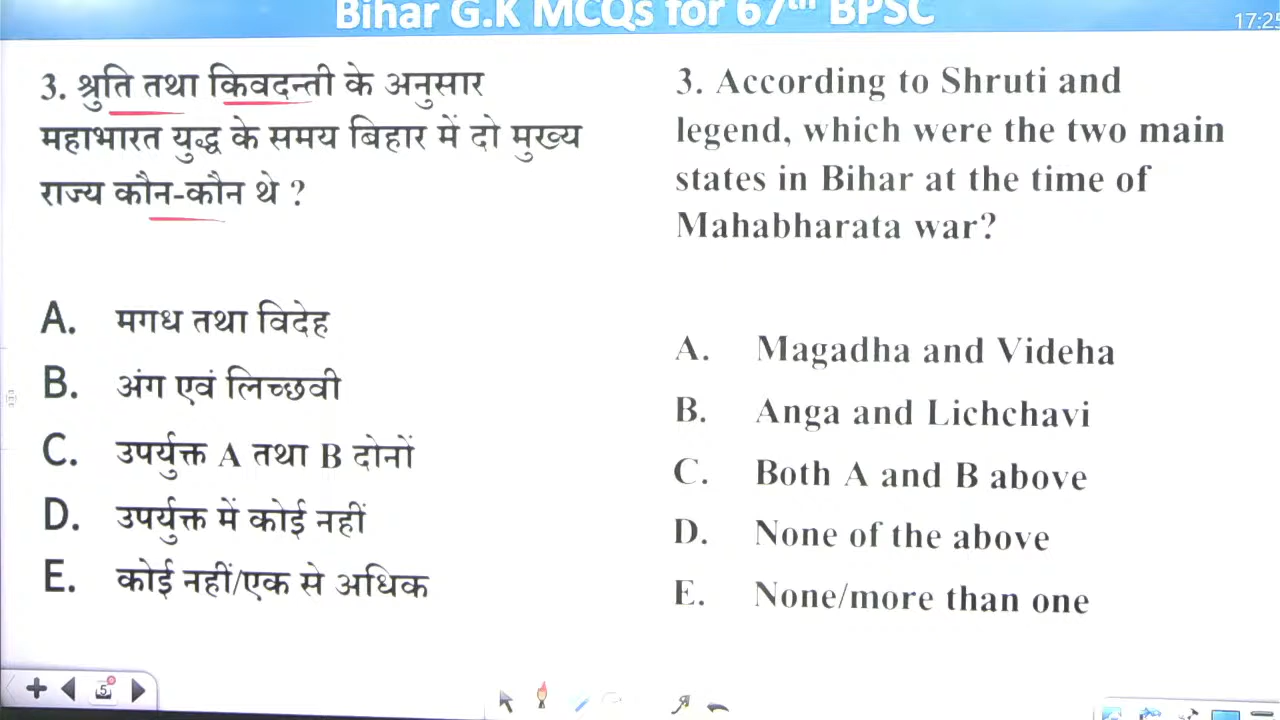 Bihar G.K MCQs for 67th BPSC
17:25
3. श्रुति तथा किवदन्ती के अनुसार
महाभारत युद्ध के समय बिहार में दो मुख्य
राज्य कौन-कौन थे ?
A. मगध तथा विदेह
B. अंग एवं लिच्छवी
C. उपर्युक्त A तथा B दोनों
D. उपर्युक्त में कोई नहीं
E. कोई नहीं/एक से अधिक
3. According to Shruti and
legend, which were the two main
states in Bihar at the time of
Mahabharata war?
A. Magadha and Videha
B. Anga and Lichchavi
C. Both A and B above
D. None of the above
E. None/more than one
5